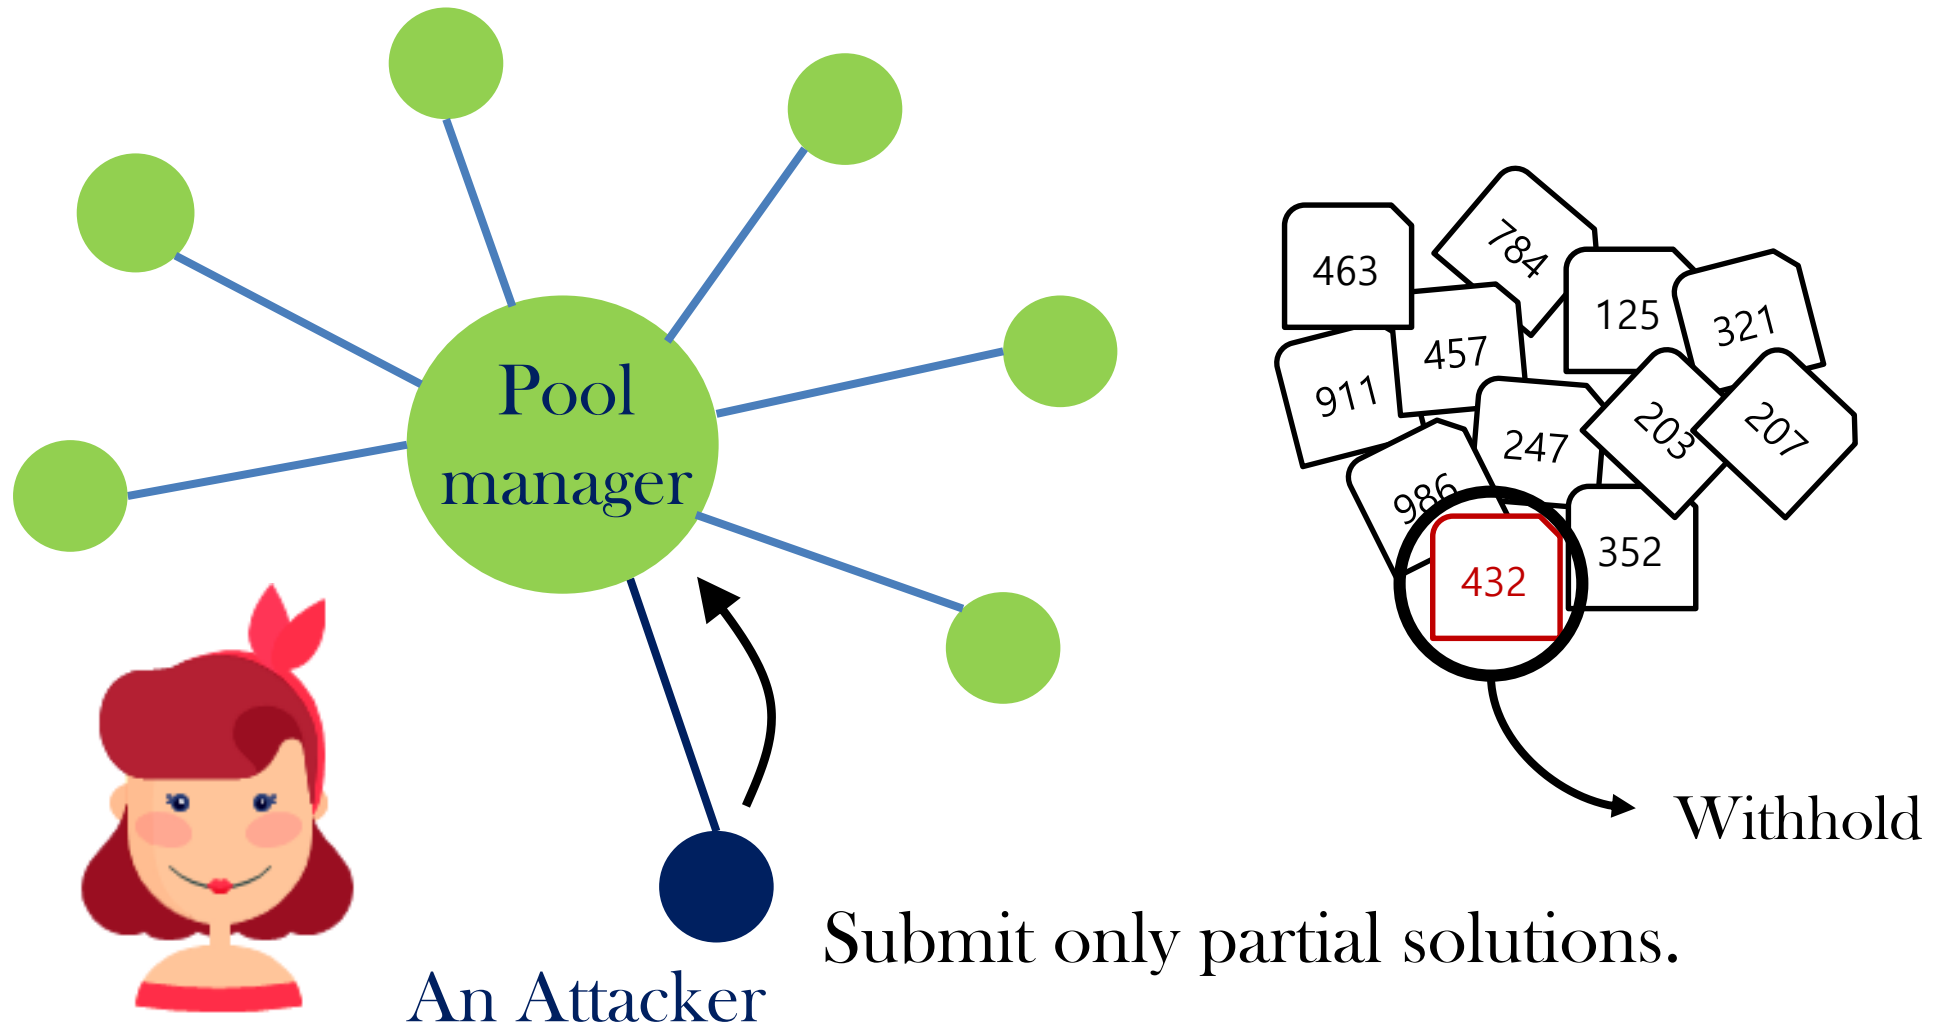 Pool
manager
An Attacker
463
784
125
321
457
911
247
203
207
986
352
432
Withhold
Submit only partial solutions.